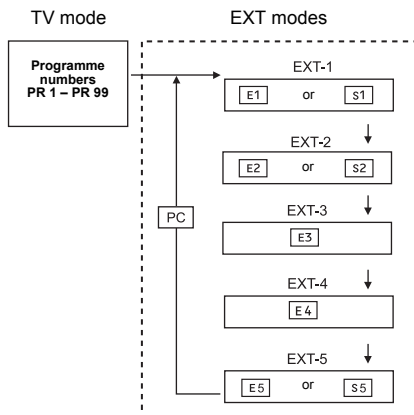 TV mode
EXT modes
Programme
numbers
PR 1 – PR 99
EXT-1
E1 or S1
EXT-2
E2 or S2
EXT-3
E3
PC
EXT-4
E4
EXT-5
E5 or S5